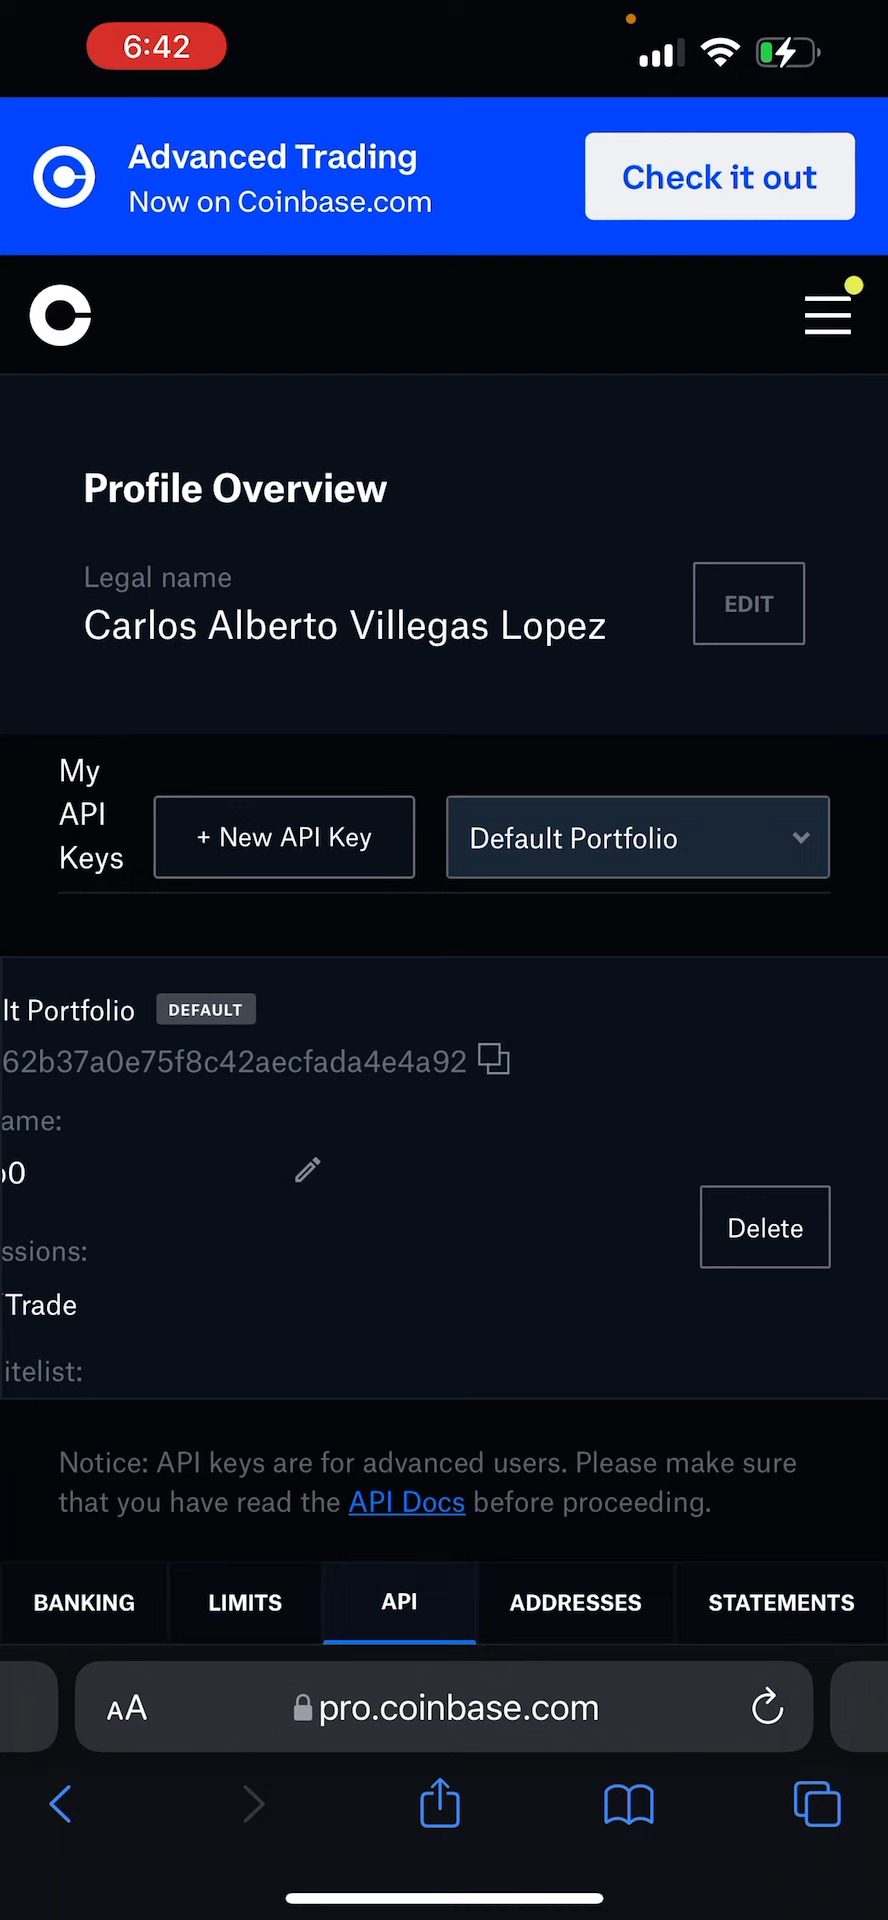 6:42
Advanced Trading
Now on Coinbase.com
Check it out
Profile Overview
Legal name
Carlos Alberto Villegas Lopez
EDIT
My
API
Keys
+ New API Key
Default Portfolio
lt Portfolio
DEFAULT
62b37a0e75f8c42aecfada4e4a92
ame:
o0
ssions:
Delete
/Trade
itelist:
Notice: API keys are for advanced users. Please make sure
that you have read the API Docs before proceeding.
BANKING
LIMITS
API
ADDRESSES
STATEMENTS
AA
pro.coinbase.com